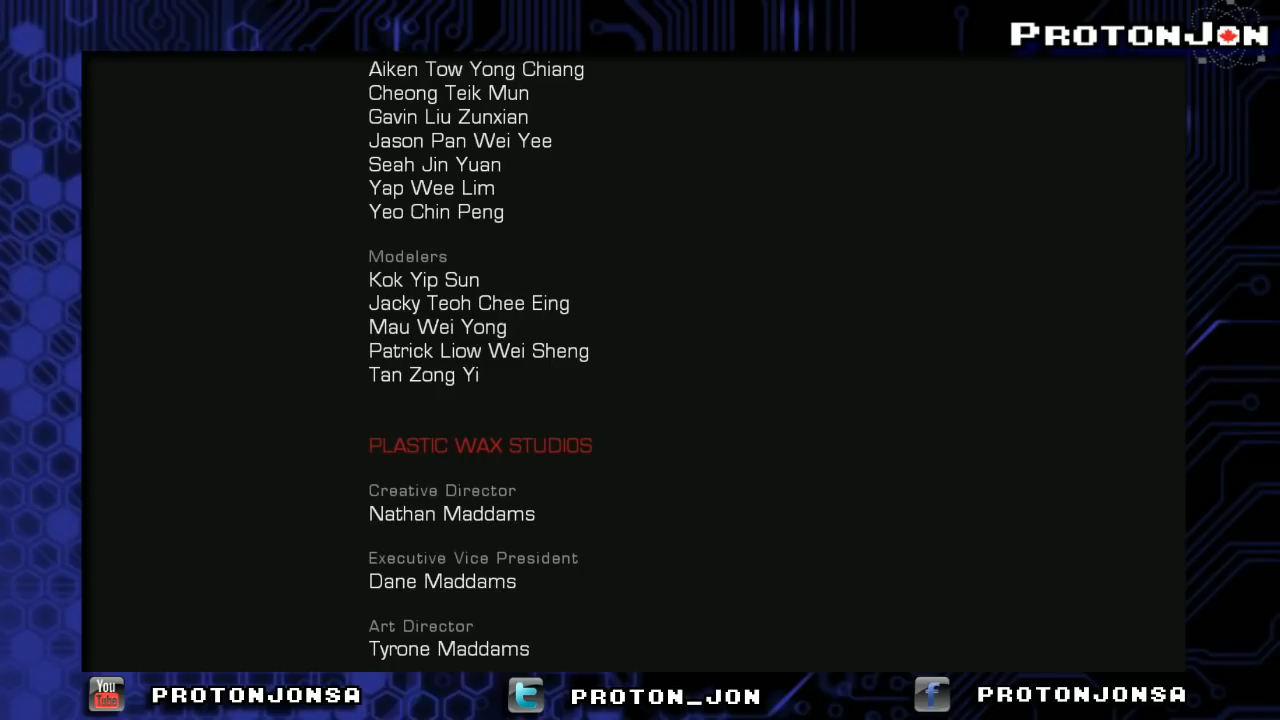 PROTONJON
Aiken Tow Yong Chiang
Cheong Teik Mun
Gavin Liu Zunxian
Jason Pan Wei Yee
Seah Jin Yuan
Yap Wee Lim
Yeo Chin Peng
Modelers
Kok Yip Sun
Jacky Teoh Chee Eing
Mau Wei Yong
Patrick Liow Wei Sheng
Tan Zong Yi
PLASTIC WAX STUDIOS
Creative Director
Nathan Maddams
Executive Vice President
Dane Maddams
Art Director
Tyrone Maddams
You Tube PROTONJONSA t PROTON_JON f PROTONJONSA